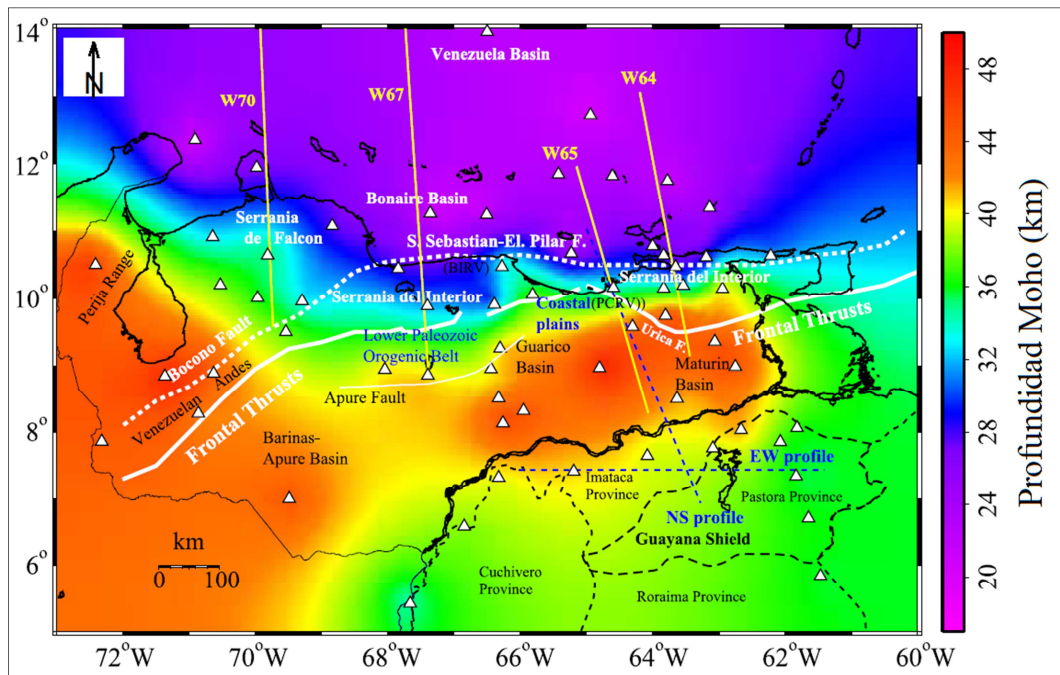 14°
12°
10°
8°
6°
N
Venezuela Basin
W70
W67
W64
W65
Bonaire Basin
Serrania
de Falcon
S. Sebastian-El. Pilar F.
(BIRV)
Perija Range
Serrania del Interior
Serrania del Interior
Coastal
plains
(PCRV))
Bocono Fault
Lower Paleozoic
Orogenic Belt
Urica F.
Frontal Thrusts
Guarico
Basin
Maturin
Basin
Venezuelan Andes
Frontal Thrusts
Apure Fault
Barinas-
Apure Basin
EW profile
Imataca
Province
Pastora Province
NS profile
Guayana Shield
km
0 100
Cuchivero
Province
Roraima Province
72°W
70°W
68°W
66°W
64°W
62°W
60°W
48
44
40
36
32
28
24
20
Profundidad Moho (km)